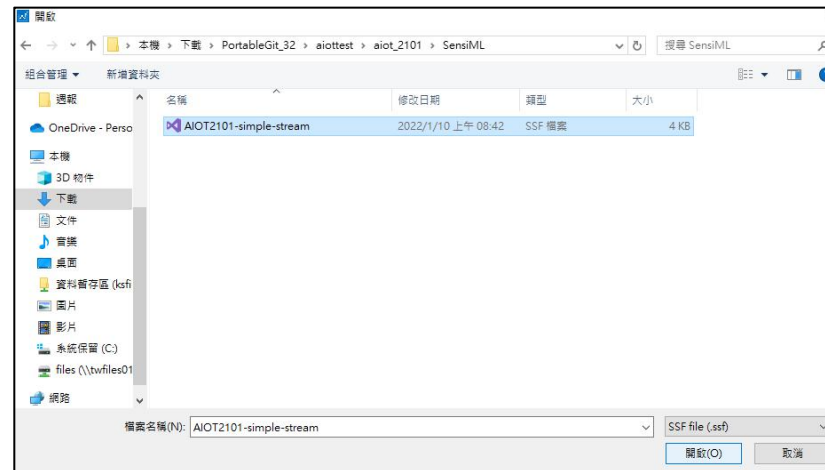 開啟
本機 › 下載 › PortableGit_32 › aiottest › aiot_2101 › SensiML
搜尋 SensiML
組合管理
新增資料夾
週報
OneDrive - Perso
本機
3D 物件
下載
文件
音樂
桌面
資料暫存區 (ksfi
圖片
影片
系統保留 (C:)
files (\\twfiles01
網路
名稱 修改日期 類型 大小
AIOT2101-simple-stream 2022/1/10 上午 08:42 SSF 檔案 4 KB
檔案名稱(N): AIOT2101-simple-stream SSF file (.ssf)
開啟(O) 取消